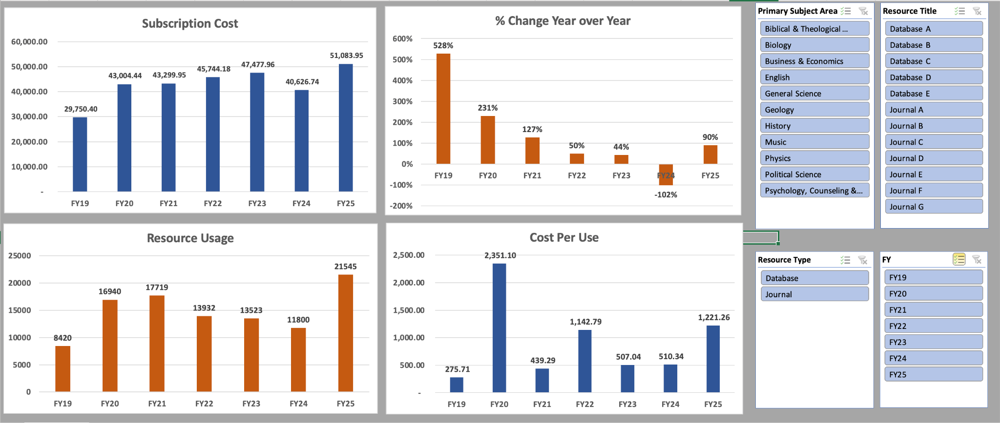 Subscription Cost
60,000.00
50,000.00
40,000.00
30,000.00
20,000.00
10,000.00
-
29,750.40
43,004.44
43,299.95
45,744.18
47,477.96
40,626.74
51,083.95
FY19 FY20 FY21 FY22 FY23 FY24 FY25
% Change Year over Year
600%
500%
400%
300%
200%
100%
0%
-100%
-200%
528%
231%
127%
50%
44%
-102%
90%
FY19 FY20 FY21 FY22 FY23 FY24 FY25
Resource Usage
25000
20000
15000
10000
5000
0
8420
16940
17719
13932
13523
11800
21545
FY19 FY20 FY21 FY22 FY23 FY24 FY25
Cost Per Use
2,500.00
2,000.00
1,500.00
1,000.00
500.00
-
275.71
2,351.10
439.29
1,142.79
507.04
510.34
1,221.26
FY19 FY20 FY21 FY22 FY23 FY24 FY25
Primary Subject Area
Biblical & Theological ...
Biology
Business & Economics
English
General Science
Geology
History
Music
Physics
Political Science
Psychology, Counseling &...
Resource Title
Database A
Database B
Database C
Database D
Database E
Journal A
Journal B
Journal C
Journal D
Journal E
Journal F
Journal G
Resource Type
Database
Journal
FY
FY19
FY20
FY21
FY22
FY23
FY24
FY25